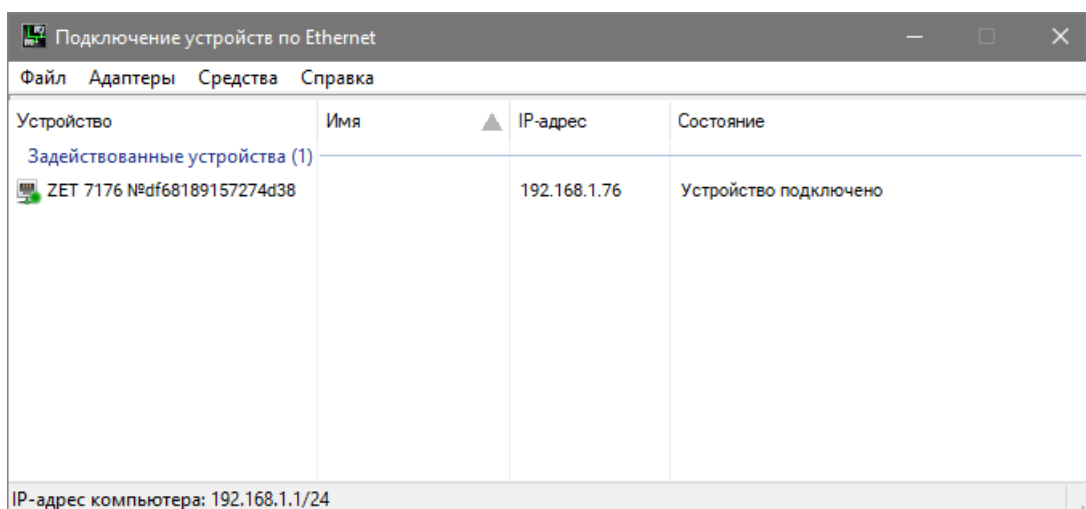 Подключение устройств по Ethernet
Файл Адаптеры Средства Справка
Устройство Имя IP-адрес Состояние
Задействованные устройства (1)
ZET 7176 №df68189157274d38 192.168.1.76 Устройство подключено
IP-адрес компьютера: 192.168.1.1/24